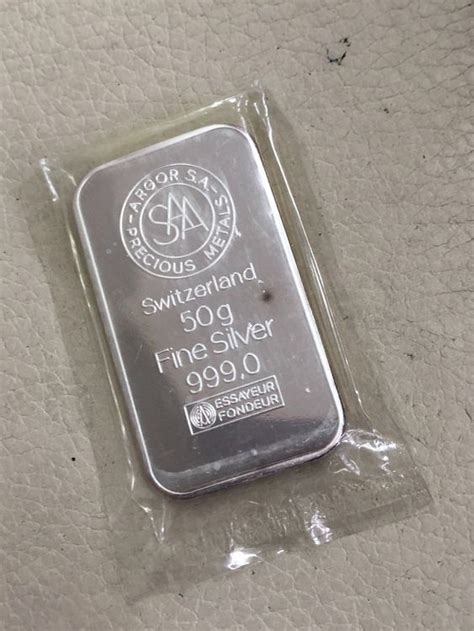 ARGOR S.A.
PRECIOUS METALS
SAA
Switzerland
50g
Fine Silver
999,0
ESSAYEUR
FONDEUR